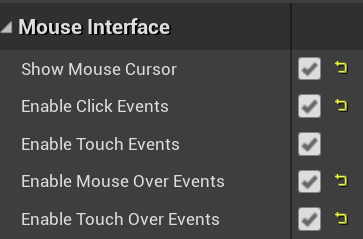 Mouse Interface
Show Mouse Cursor
Enable Click Events
Enable Touch Events
Enable Mouse Over Events
Enable Touch Over Events